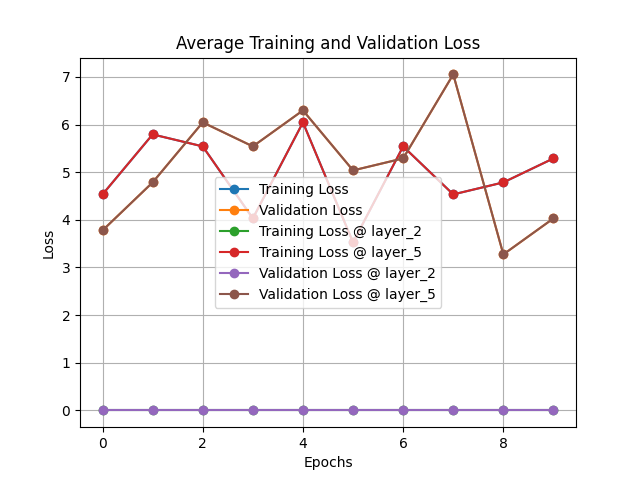 Average Training and Validation Loss
7
6
5
4
3
2
1
0
Loss
Training Loss
Validation Loss
Training Loss @ layer_2
Training Loss @ layer_5
Validation Loss @ layer_2
Validation Loss @ layer_5
0 2 4 6 8
Epochs